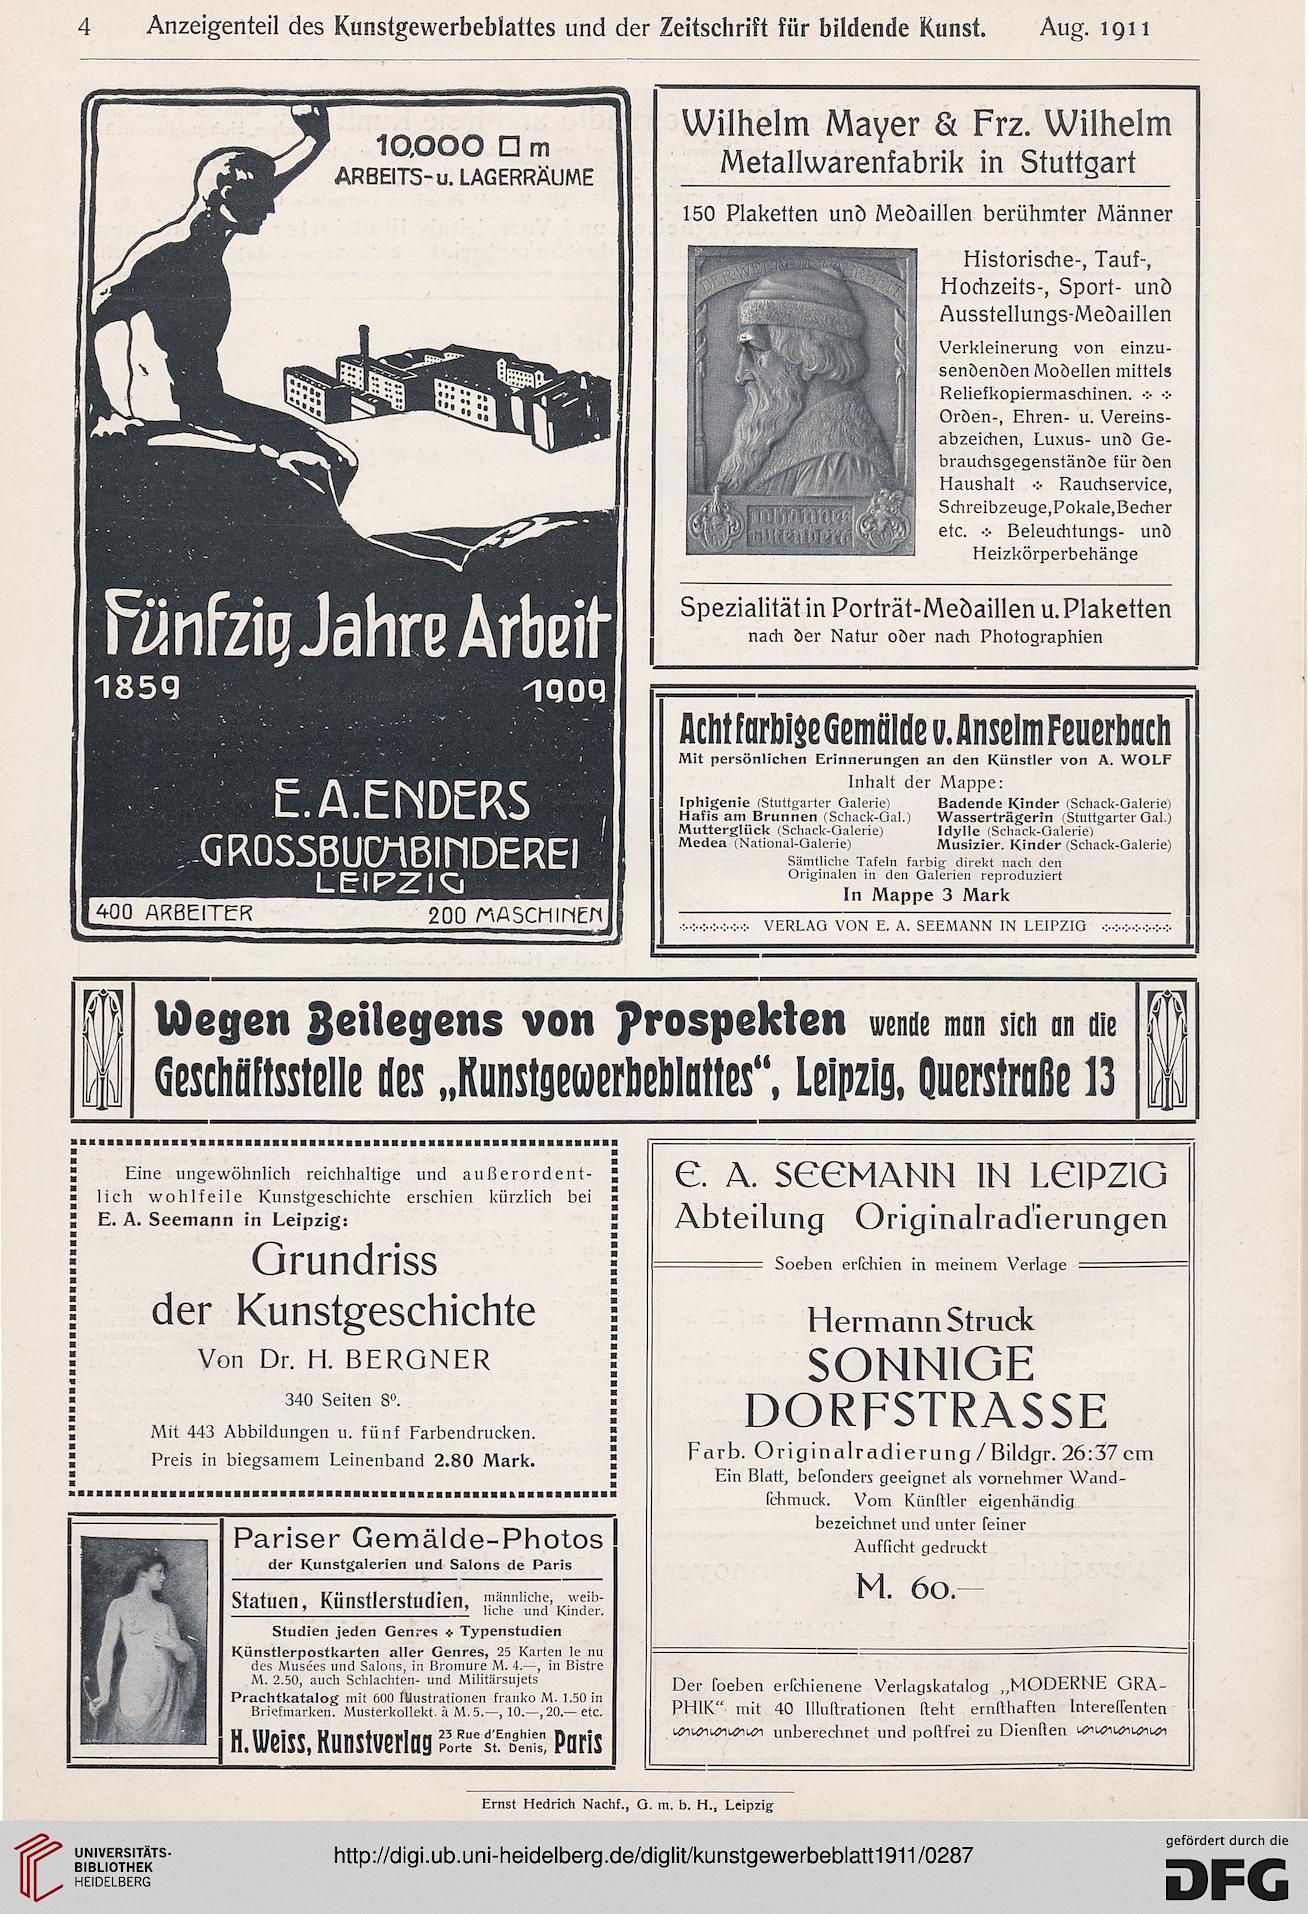 4 Anzeigenteil des Kunstgewerbeblattes und der Zeitschrift für bildende Kunst. Aug. 1911
10,000 □ m
ARBEITS-u. LAGERRÄUME
Fünfzig Jahre Arbeit
1859 1909
E. A. ENDERS
GROSSBUCHBINDEREI
LEIPZIG
400 ARBEITER 200 MASCHINEN
Wilhelm Mayer & Frz. Wilhelm
Metallwarenfabrik in Stuttgart
150 Plaketten und Medaillen berühmter Männer
Historische-, Tauf-,
Hochzeits-, Sport- und
Ausstellungs-Medaillen
Verkleinerung von einzu-
sendenden Modellen mittels
Reliefkopiermaschinen.
Orden-, Ehren- u. Vereins-
abzeichen, Luxus- und Ge-
brauchsgegenstände für den
Haushalt Rauchservice,
Schreibzeuge, Pokale, Becher
etc. Beleuchtungs- und
Heizkörperbehänge
Spezialität in Porträt-Medaillen u. Plaketten
nach der Natur oder nach Photographien
Acht farbige Gemälde v. Anselm Feuerbach
Mit persönlichen Erinnerungen an den Künstler von A. WOLF
Inhalt der Mappe:
Iphigenie (Stuttgarter Galerie) Badende Kinder (Schack-Galerie)
Hafis am Brunnen (Schack-Gal.) Wasserträgerin (Stuttgarter Gal.)
Mutterglück (Schack-Galerie) Idylle (Schack-Galerie)
Medea (National-Galerie) Musizier. Kinder (Schack-Galerie)
Sämtliche Tafeln farbig direkt nach den
Originalen in den Galerien reproduziert
In Mappe 3 Mark
VERLAG VON E. A. SEEMANN IN LEIPZIG
Wegen Beilegens von Prospekten wende man sich an die
Geschäftsstelle des „Kunstgewerbeblattes“, Leipzig, Querstraße 13
Eine ungewöhnlich reichhaltige und außerordent-
lich wohlfeile Kunstgeschichte erschien kürzlich bei
E. A. Seemann in Leipzig:
Grundriss
der Kunstgeschichte
Von Dr. H. BERGNER
340 Seiten 8⁰.
Mit 443 Abbildungen u. fünf Farbendrucken.
Preis in biegsamem Leinenband 2.80 Mark.
Pariser Gemälde-Photos
der Kunstgalerien und Salons de Paris
Statuen, Künstlerstudien, männliche, weib-
liche und Kinder.
Studien jeden Genres Typenstudien
Künstlerpostkarten aller Genres, 25 Karten le nu
des Musées und Salons, in Bromure M. 4.—, in Bistre
M. 2.50, auch Schlachten- und Militärsujets
Prachtkatalog mit 600 Illustrationen franko M. 1.50 in
Briefmarken. Musterkollekt. à M. 5.—, 10.—, 20.— etc.
H. Weiss, Kunstverlag 23 Rue d'Enghien
Porte St. Denis, Paris
E. A. SEEMANN IN LEIPZIG
Abteilung Originalradierungen
Soeben erſchien in meinem Verlage
Hermann Struck
SONNIGE
DORFSTRASSE
Farb. Originalradierung / Bildgr. 26:37 cm
Ein Blatt, beſonders geeignet als vornehmer Wand-
ſchmuck. Vom Künſtler eigenhändig
bezeichnet und unter ſeiner
Aufſicht gedruckt
M. 60.—
Der ſoeben erſchienene Verlagskatalog „MODERNE GRA-
PHIK“ mit 40 Illuſtrationen ſteht ernſthaften Intereſſenten
unberechnet und poſtfrei zu Dienſten
Ernst Hedrich Nachf., G. m. b. H., Leipzig
UNIVERSITÄTS-
BIBLIOTHEK
HEIDELBERG
http://digi.ub.uni-heidelberg.de/diglit/kunstgewerbeblatt1911/0287
gefördert durch die
DFG